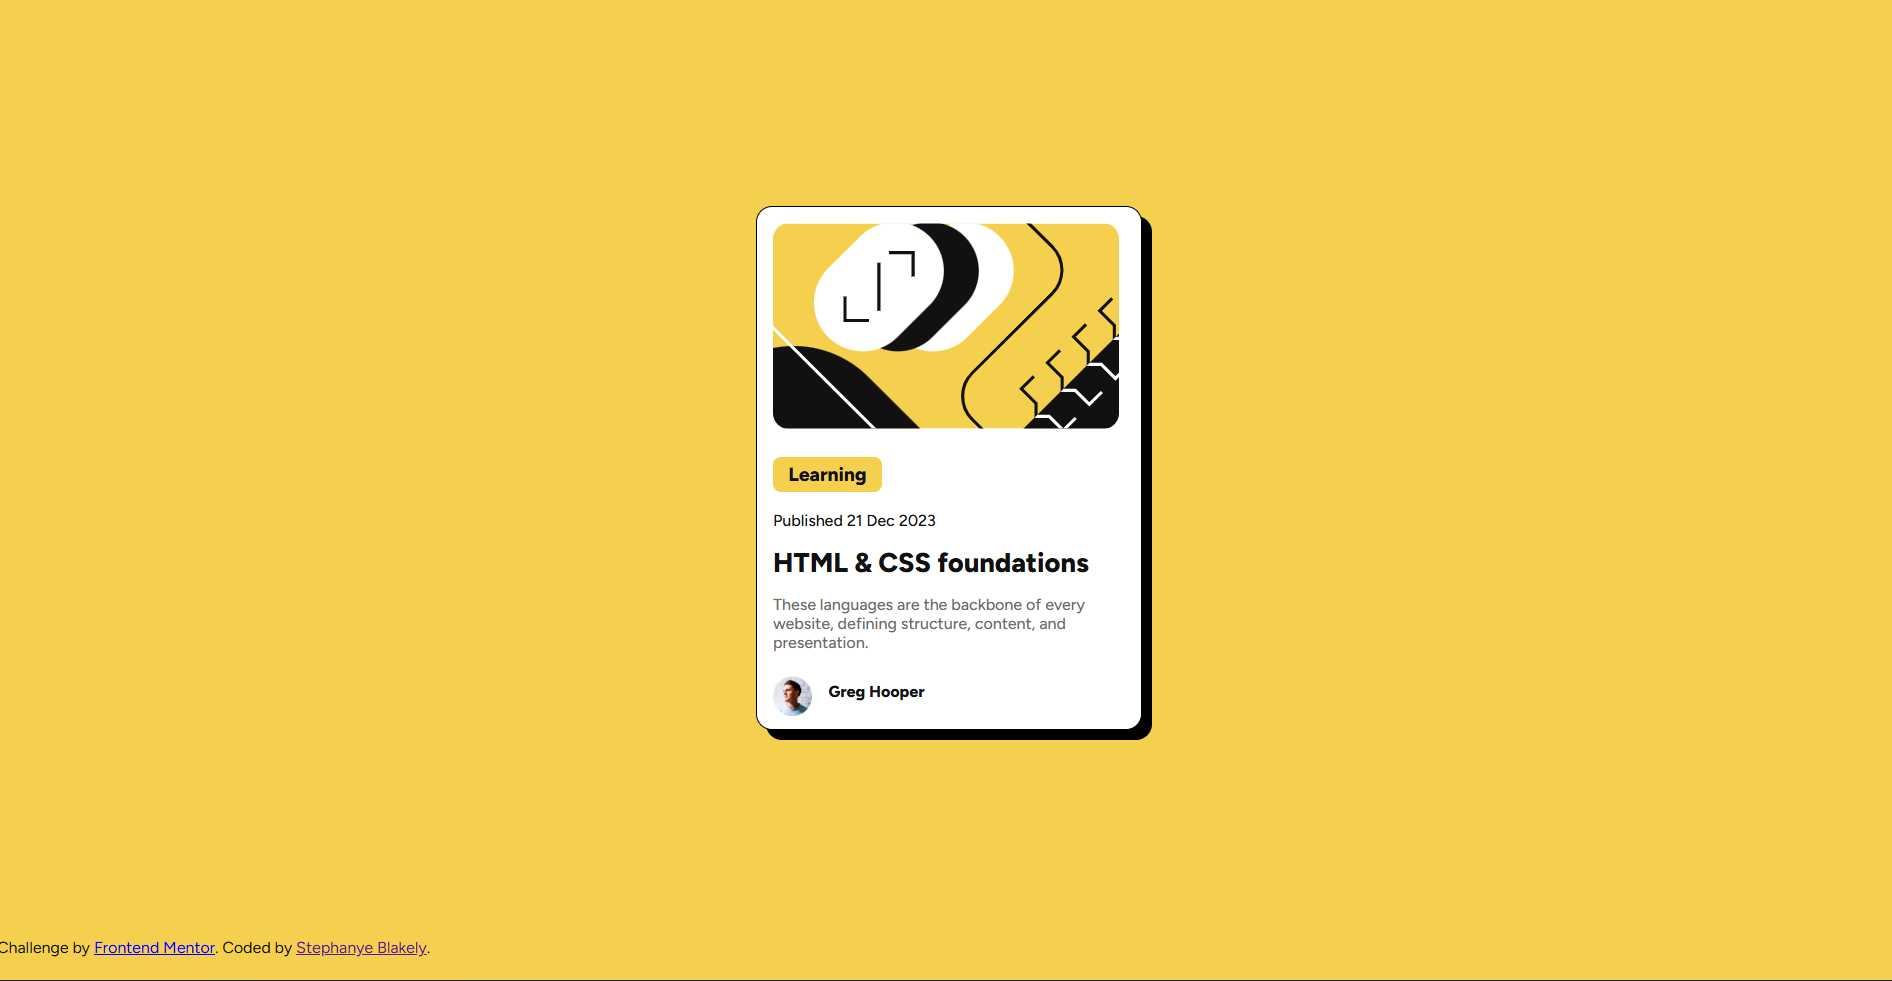 Learning
Published 21 Dec 2023
HTML & CSS foundations
These languages are the backbone of every
website, defining structure, content, and
presentation.
Greg Hooper
Challenge by Frontend Mentor. Coded by Stephanye Blakely.